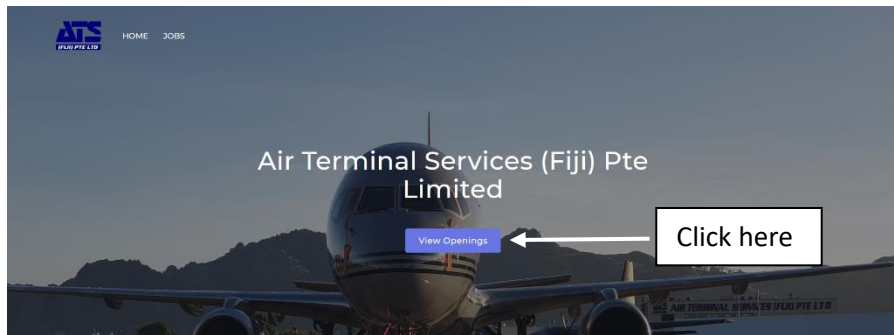 ATS
(FIJI) PTE LTD
HOME JOBS
Air Terminal Services (Fiji) Pte
Limited
View Openings
Click here
AIR TERMINAL SERVICES (FIJI) PTE LTD